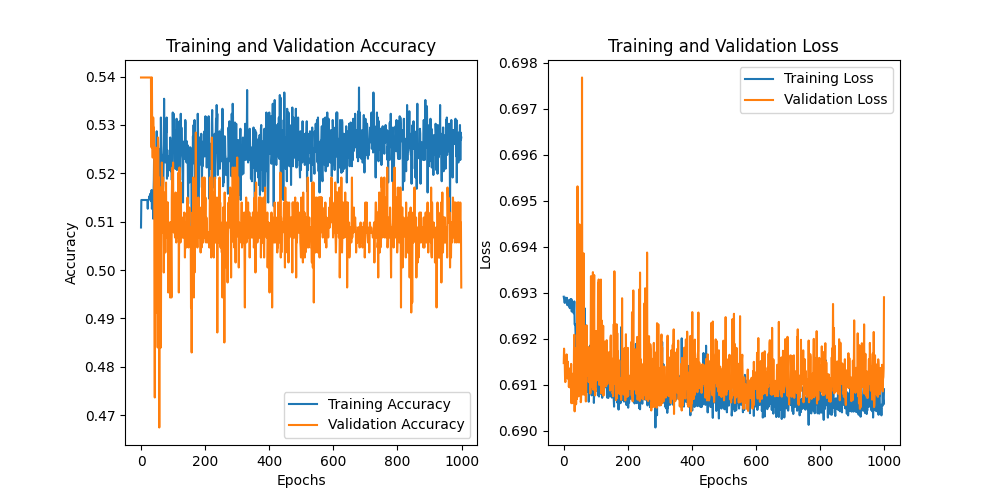 Training and Validation Accuracy
0.54
0.53
0.52
0.51
0.50
0.49
0.48
0.47
Accuracy
Training Accuracy
Validation Accuracy
0 200 400 600 800 1000
Epochs
Training and Validation Loss
0.698
0.697
0.696
0.695
0.694
0.693
0.692
0.691
0.690
Loss
Training Loss
Validation Loss
0 200 400 600 800 1000
Epochs